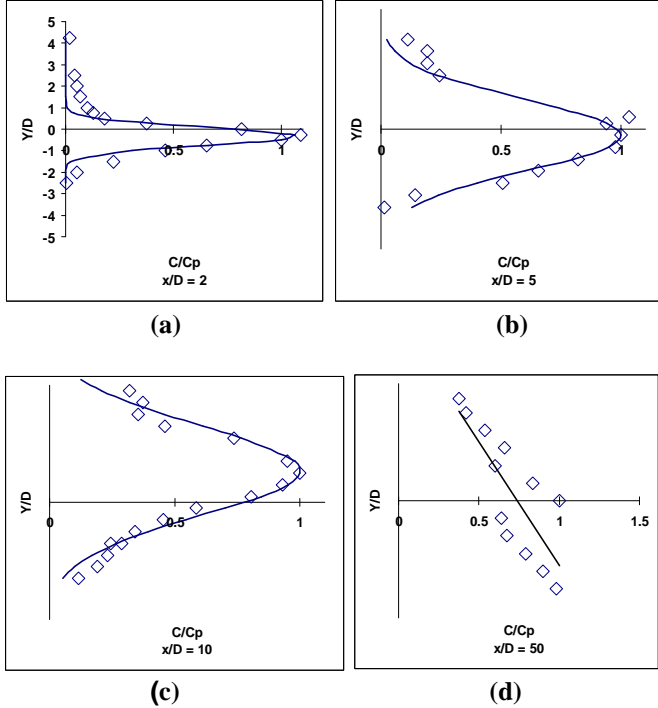 5
4
3
2
1
0
-1
-2
-3
-4
-5
Y/D
0 0.5 1
C/Cp
x/D = 2
(a)
Y/D
0 0.5 1
C/Cp
x/D = 5
(b)
Y/D
0 0.5 1
C/Cp
x/D = 10
(c)
Y/D
0 0.5 1 1.5
C/Cp
x/D = 50
(d)